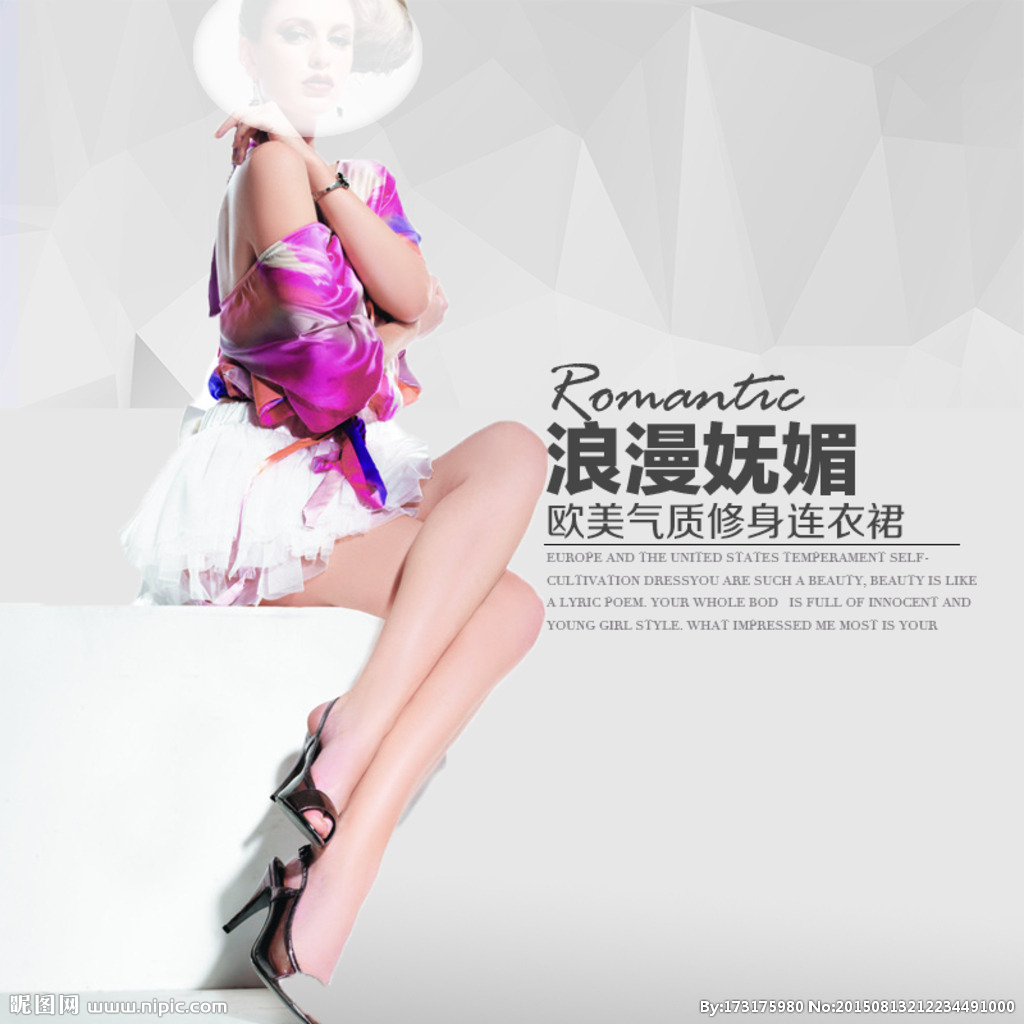 Romantic
浪漫妩媚
欧美气质修身连衣裙
EUROPE AND THE UNITED STATES TEMPERAMENT SELF-
CULTIVATION DRESSYOU ARE SUCH A BEAUTY, BEAUTY IS LIKE
A LYRIC POEM. YOUR WHOLE BOD IS FULL OF INNOCENT AND
YOUNG GIRL STYLE. WHAT IMPRESSED ME MOST IS YOUR
昵图网 www.nipic.com
By:173175980 No:20150813212234491000